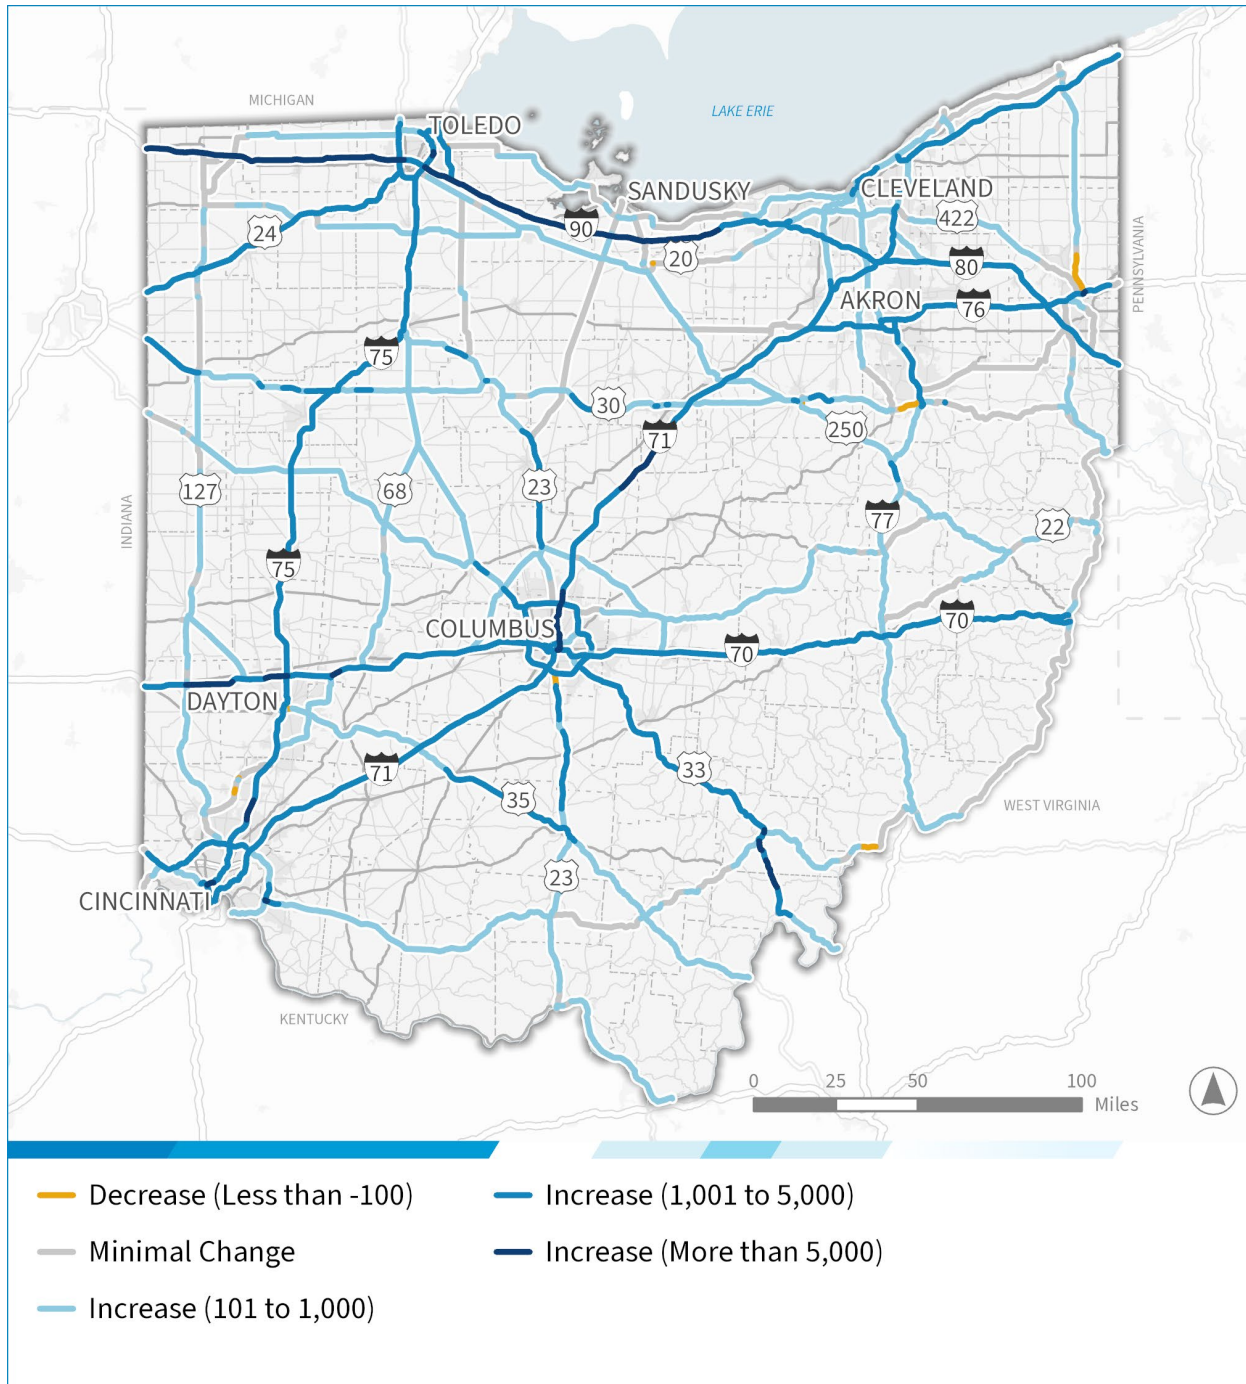 MICHIGAN
LAKE ERIE
TOLEDO
SANDUSKY
CLEVELAND
422
90
24
20
80
PENNSYLVANIA
AKRON
76
75
30
250
71
127
68
23
77
22
INDIANA
75
COLUMBUS
70
70
DAYTON
71
33
35
WEST VIRGINIA
23
CINCINNATI
KENTUCKY
0 25 50 100
Miles
Decrease (Less than -100)
Minimal Change
Increase (101 to 1,000)
Increase (1,001 to 5,000)
Increase (More than 5,000)